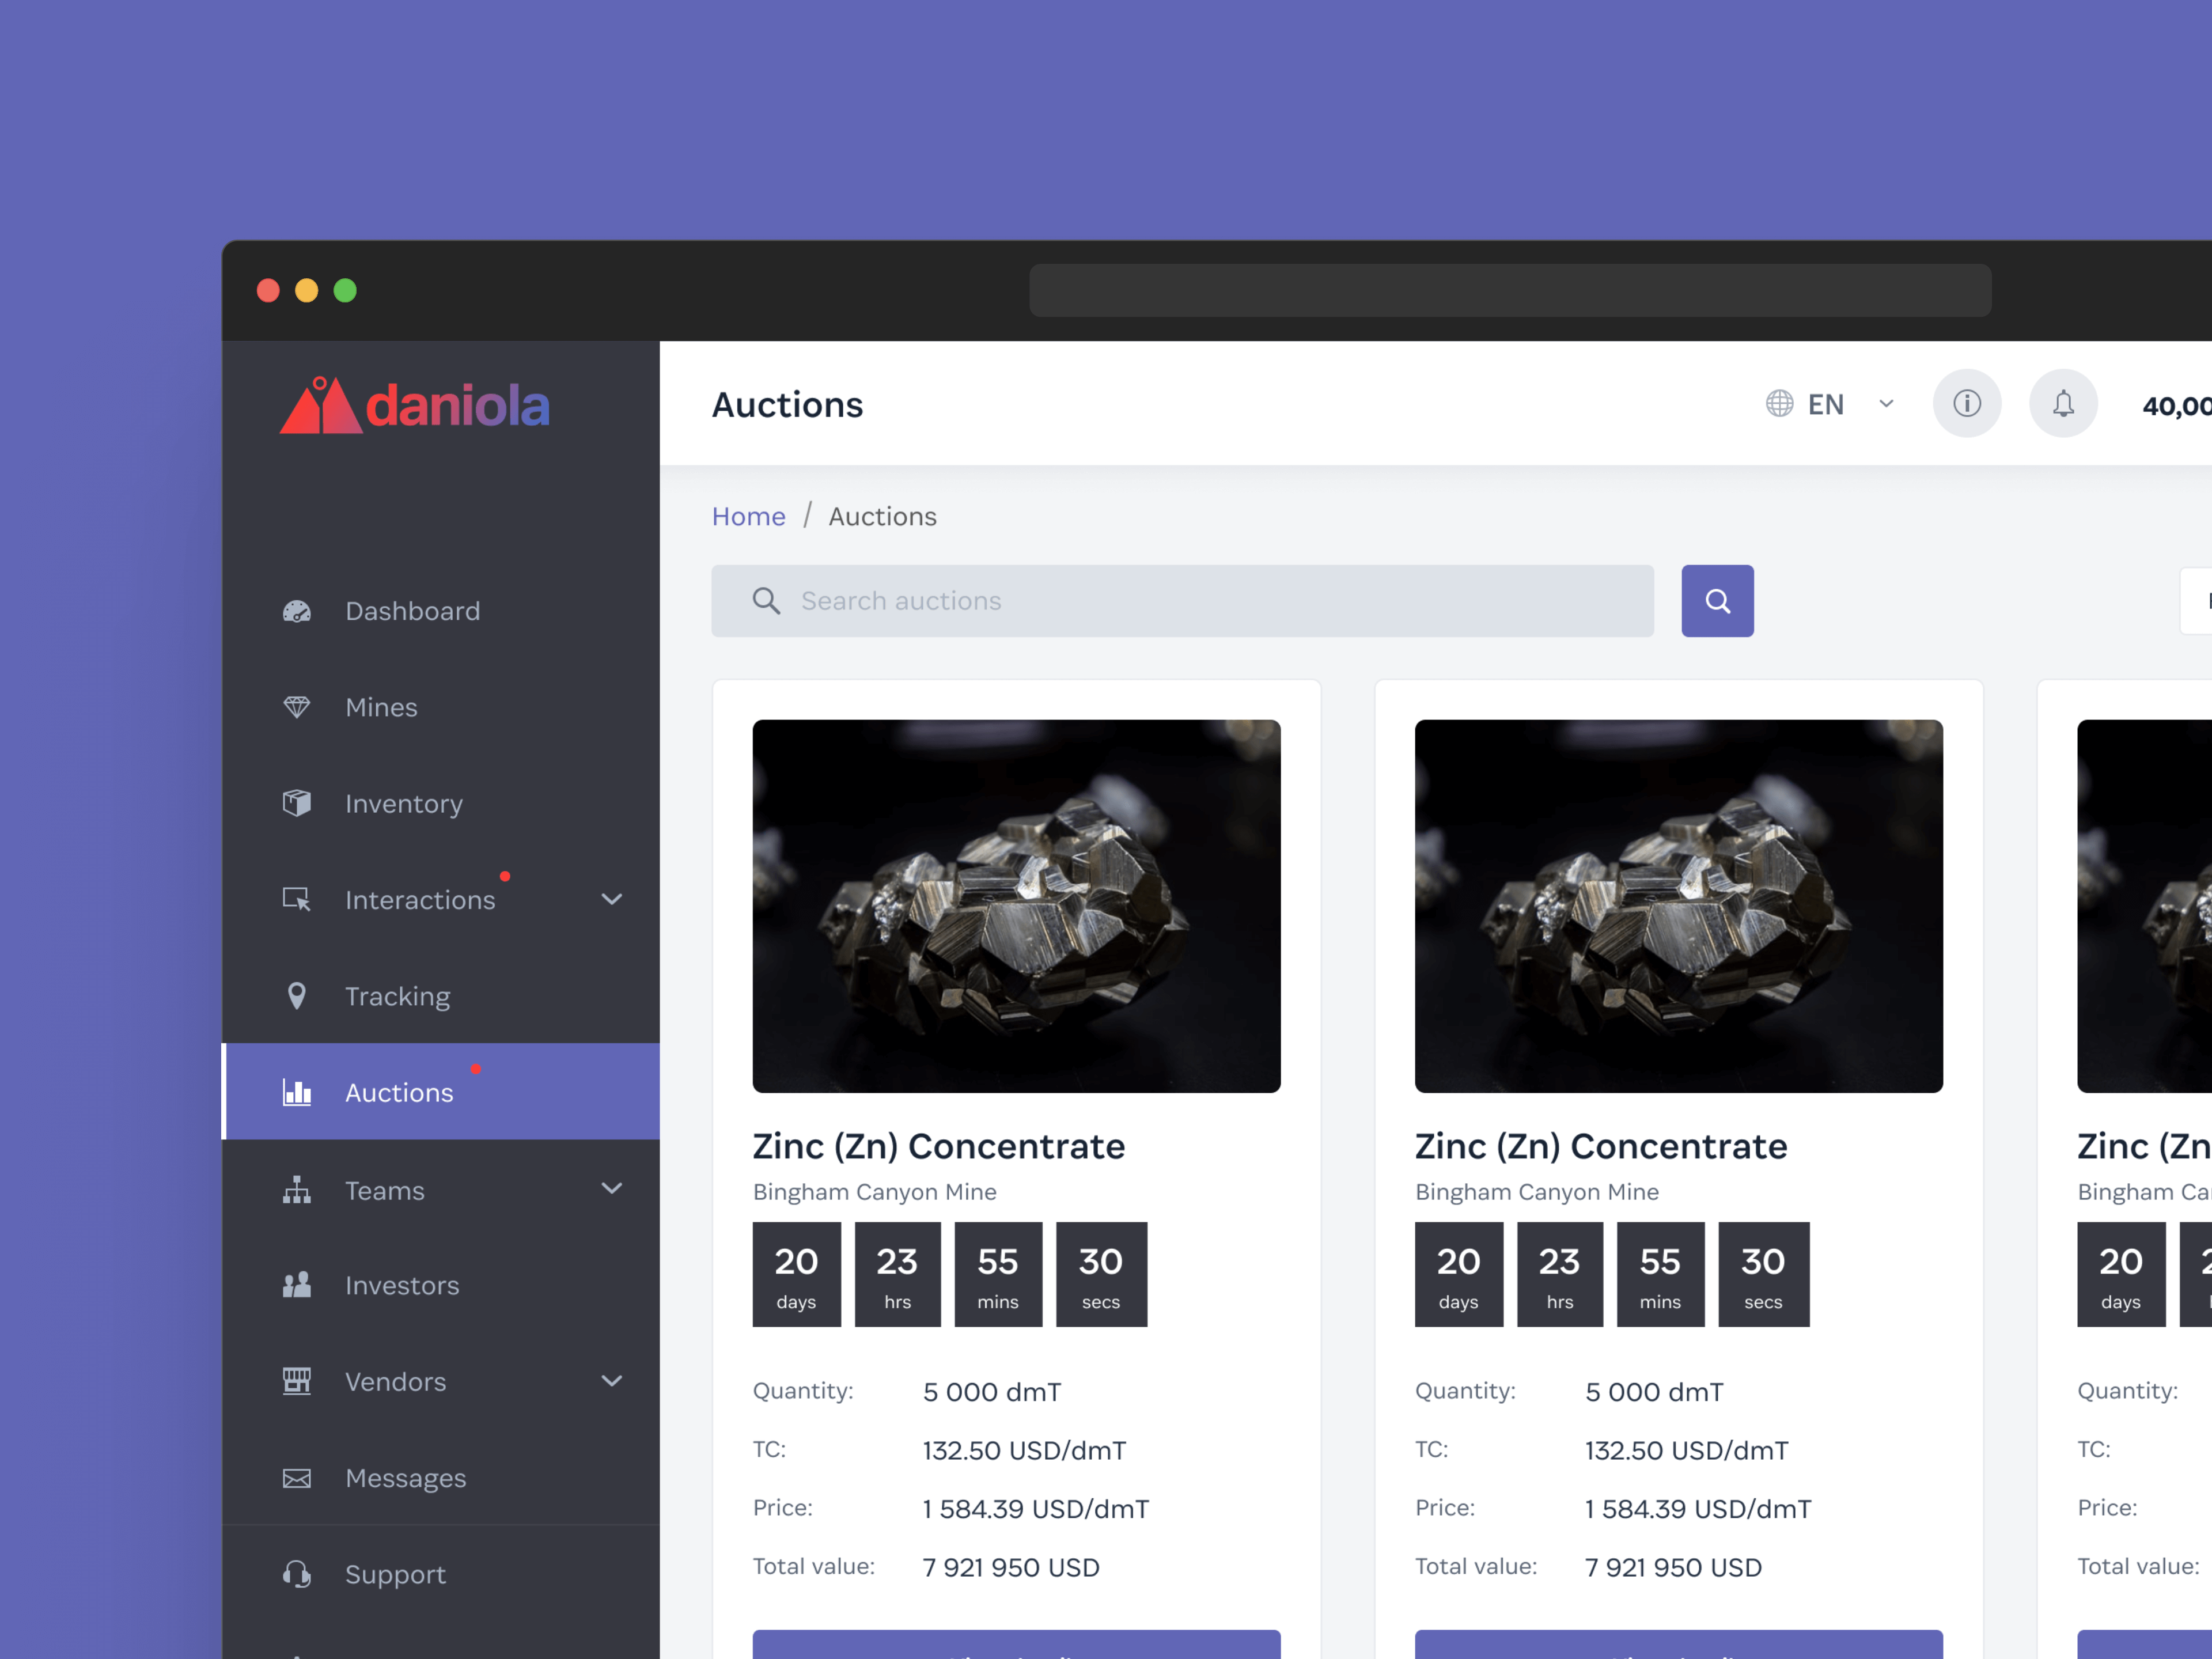 daniola
Auctions
EN
Home / Auctions
Search auctions
Dashboard
Mines
Inventory
Interactions
Tracking
Auctions
Teams
Investors
Vendors
Messages
Support
Zinc (Zn) Concentrate
Bingham Canyon Mine
20 23 55 30
days hrs mins secs
Quantity: 5 000 dmT
TC: 132.50 USD/dmT
Price: 1 584.39 USD/dmT
Total value: 7 921 950 USD
Zinc (Zn) Concentrate
Bingham Canyon Mine
20 23 55 30
days hrs mins secs
Quantity: 5 000 dmT
TC: 132.50 USD/dmT
Price: 1 584.39 USD/dmT
Total value: 7 921 950 USD
Zinc (Zn
Bingham Ca
20
days
Quantity:
TC:
Price:
Total value: